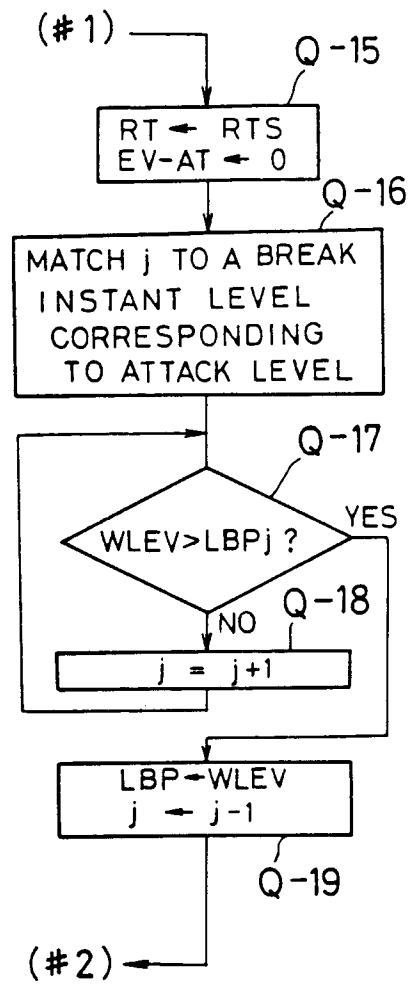 (#1)
Q-15
RT ← RTS
EV-AT ← 0
Q-16
MATCH j TO A BREAK
INSTANT LEVEL
CORRESPONDING
TO ATTACK LEVEL
Q-17
WLEV>LBPj ?
YES
NO
Q-18
j = j+1
LBP←WLEV
j ← j-1
Q-19
(#2)